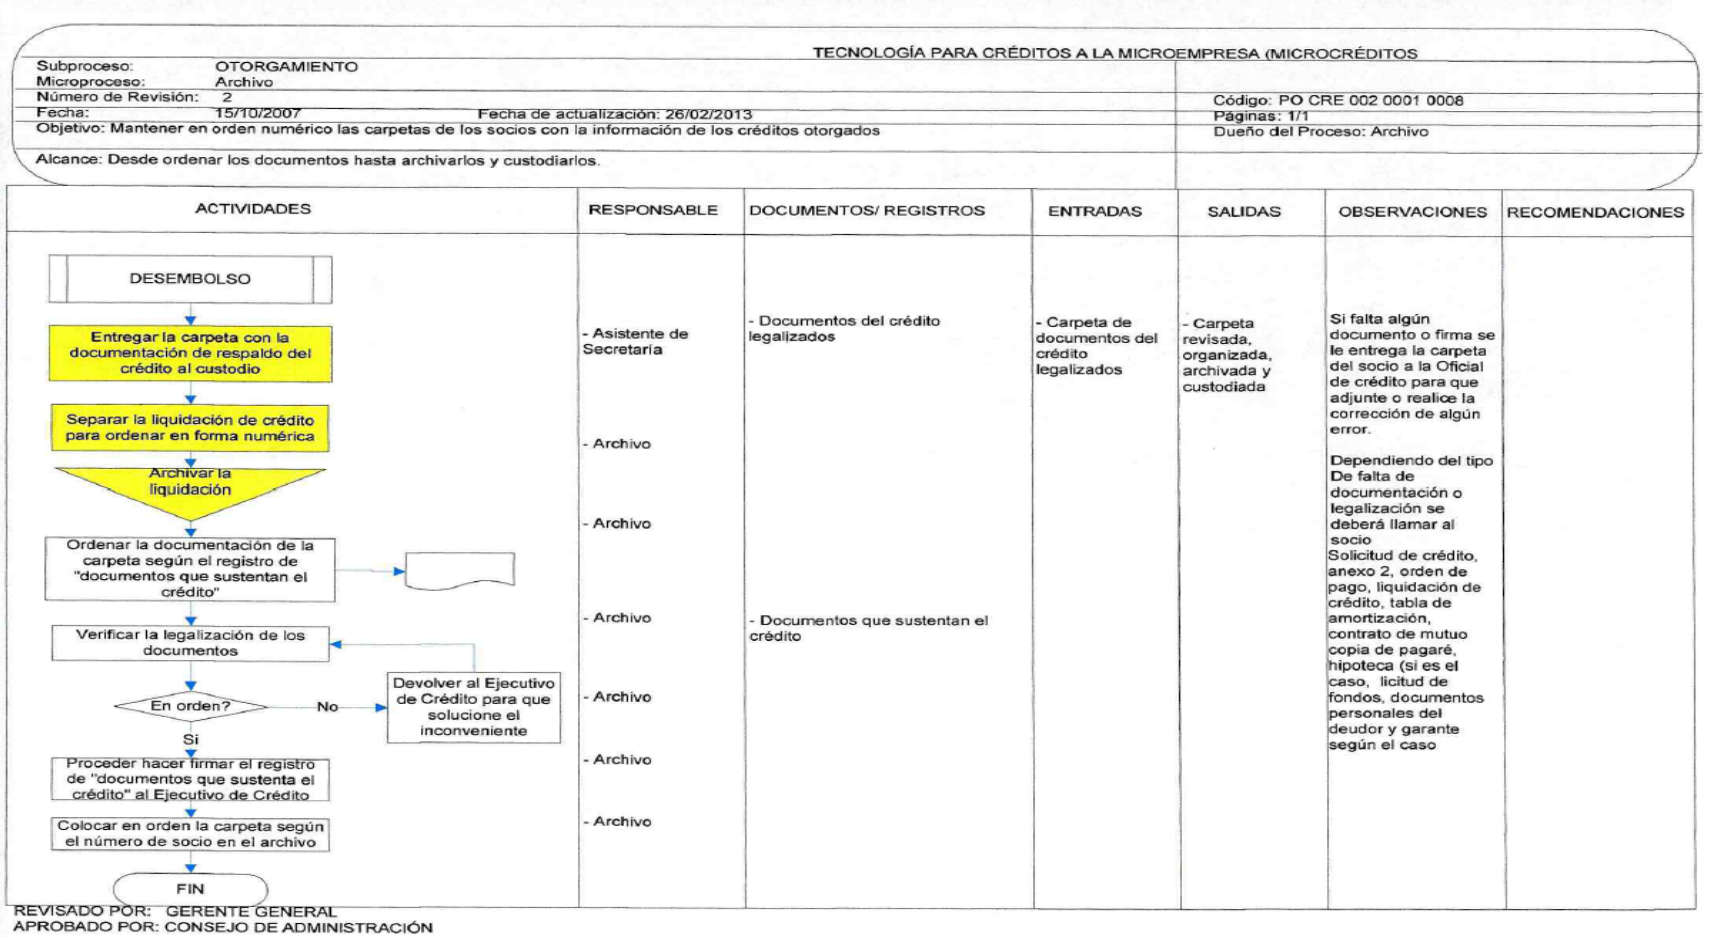 TECNOLOGÍA PARA CRÉDITOS A LA MICROEMPRESA (MICROCRÉDITOS
Subproceso: OTORGAMIENTO
Microproceso: Archivo
Número de Revisión: 2
Código: PO CRE 002 0001 0008
Fecha: 15/10/2007 Fecha de actualización: 26/02/2013
Páginas: 1/1
Objetivo: Mantener en orden numérico las carpetas de los socios con la información de los créditos otorgados
Dueño del Proceso: Archivo
Alcance: Desde ordenar los documentos hasta archivarlos y custodiarlos.
ACTIVIDADES RESPONSABLE DOCUMENTOS/ REGISTROS ENTRADAS SALIDAS OBSERVACIONES RECOMENDACIONES
DESEMBOLSO
Entregar la carpeta con la
documentación de respaldo del
crédito al custodio
Separar la liquidación de crédito
para ordenar en forma numérica
Archivar la
liquidación
Ordenar la documentación de la
carpeta según el registro de
"documentos que sustentan el
crédito"
Verificar la legalización de los
documentos
En orden?
No
Devolver al Ejecutivo
de Crédito para que
solucione el
inconveniente
Si
Proceder hacer firmar el registro
de "documentos que sustenta el
crédito" al Ejecutivo de Crédito
Colocar en orden la carpeta según
el número de socio en el archivo
FIN
- Asistente de
Secretaría
- Archivo
- Archivo
- Archivo
- Archivo
- Archivo
- Archivo
- Documentos del crédito
legalizados
- Documentos que sustentan el
crédito
- Carpeta de
documentos del
crédito
legalizados
- Carpeta
revisada,
organizada,
archivada y
custodiada
Si falta algún
documento o firma se
le entrega la carpeta
del socio a la Oficial
de crédito para que
adjunte o realice la
corrección de algún
error.
Dependiendo del tipo
De falta de
documentación o
legalización se
deberá llamar al
socio
Solicitud de crédito,
anexo 2, orden de
pago, liquidación de
crédito, tabla de
amortización,
contrato de mutuo
copia de pagaré,
hipoteca (si es el
caso, licitud de
fondos, documentos
personales del
deudor y garante
según el caso
REVISADO POR: GERENTE GENERAL
APROBADO POR: CONSEJO DE ADMINISTRACIÓN